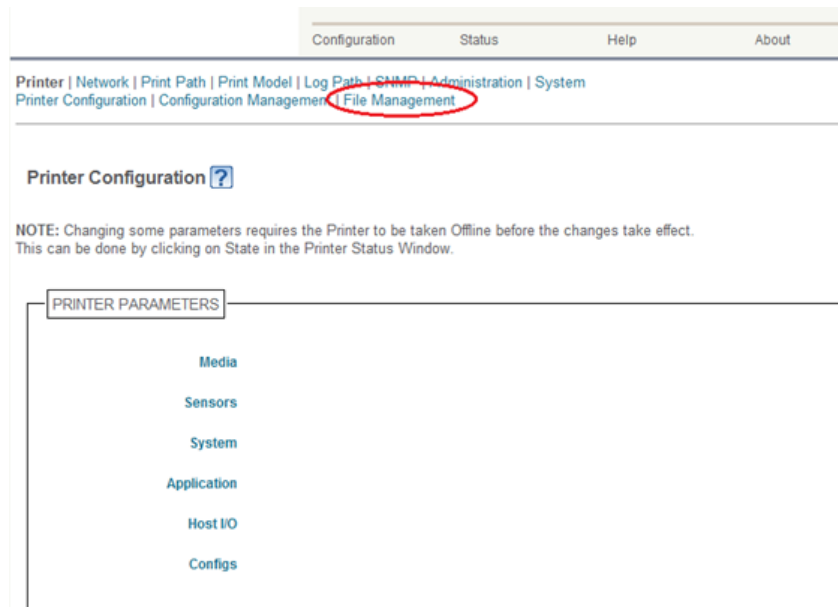 Configuration Status Help About
Printer | Network | Print Path | Print Model | Log Path | SNMP | Administration | System
Printer Configuration | Configuration Management | File Management
Printer Configuration ?
NOTE: Changing some parameters requires the Printer to be taken Offline before the changes take effect.
This can be done by clicking on State in the Printer Status Window.
PRINTER PARAMETERS
Media
Sensors
System
Application
Host I/O
Configs